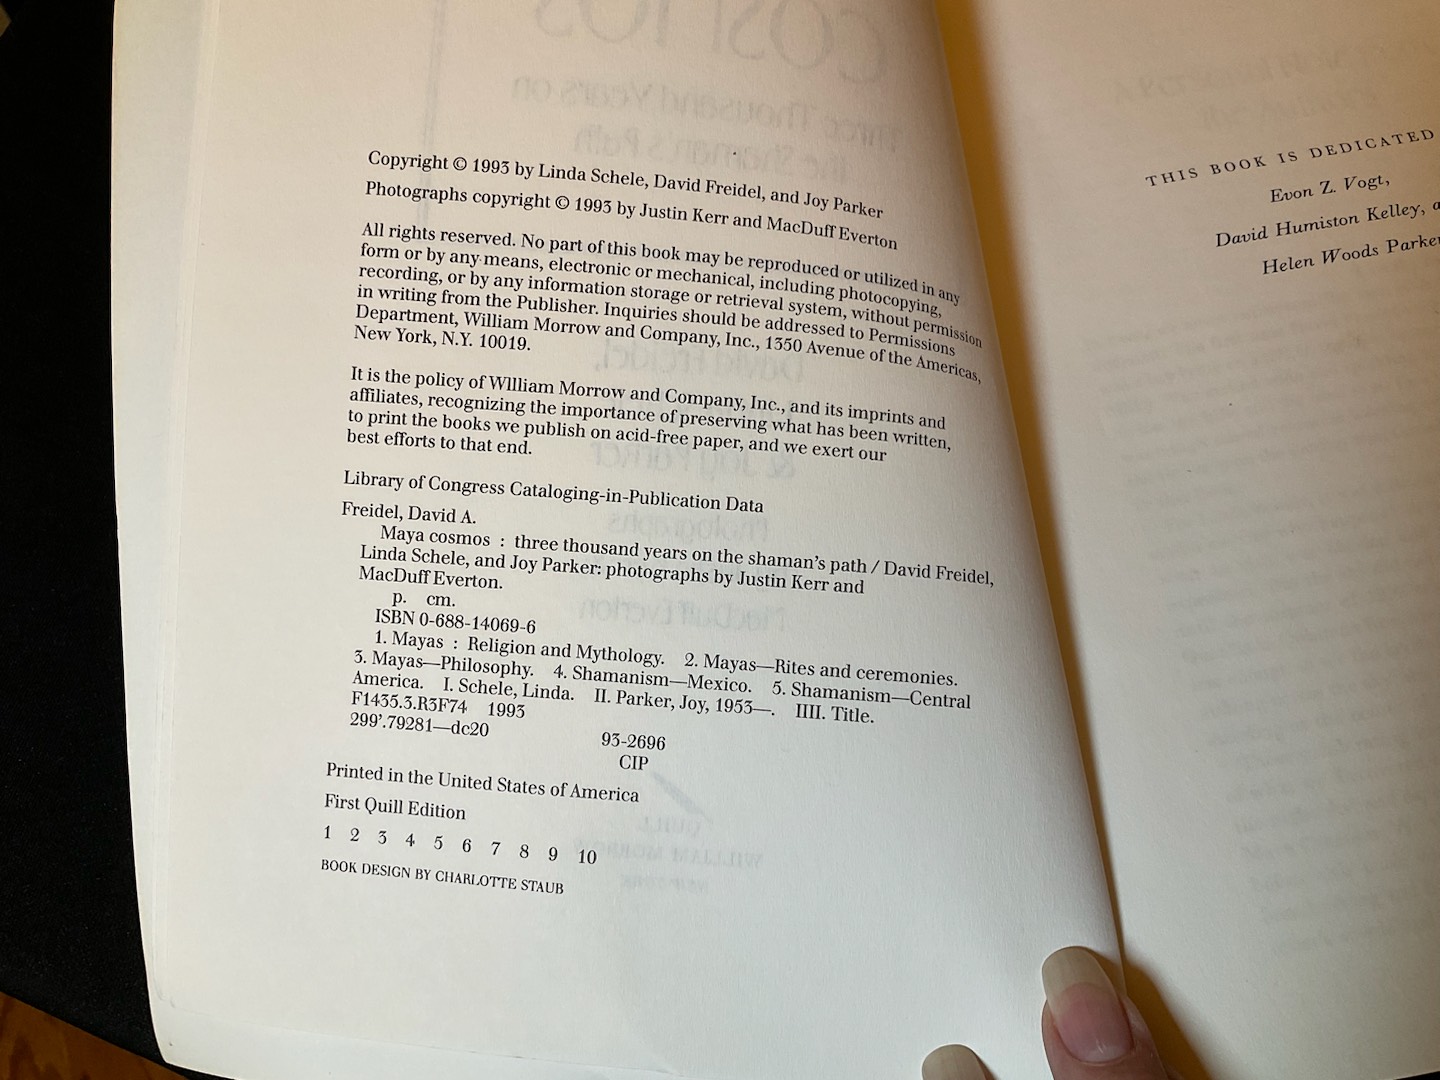 Copyright © 1993 by Linda Schele, David Freidel, and Joy Parker
Photographs copyright © 1993 by Justin Kerr and MacDuff Everton
All rights reserved. No part of this book may be reproduced or utilized in any
form or by any means, electronic or mechanical, including photocopying,
recording, or by any information storage or retrieval system, without permission
in writing from the Publisher. Inquiries should be addressed to Permissions
Department, William Morrow and Company, Inc., 1350 Avenue of the Americas,
New York, N.Y. 10019.
It is the policy of WIlliam Morrow and Company, Inc., and its imprints and
affiliates, recognizing the importance of preserving what has been written,
to print the books we publish on acid-free paper, and we exert our
best efforts to that end.
Library of Congress Cataloging-in-Publication Data
Freidel, David A.
Maya cosmos : three thousand years on the shaman's path / David Freidel,
Linda Schele, and Joy Parker: photographs by Justin Kerr and
MacDuff Everton.
p. cm.
ISBN 0-688-14069-6
1. Mayas : Religion and Mythology. 2. Mayas—Rites and ceremonies.
3. Mayas—Philosophy. 4. Shamanism—Mexico. 5. Shamanism—Central
America. I. Schele, Linda. II. Parker, Joy, 1953—. IIII. Title.
F1435.3.R3F74 1993
299'.79281—dc20
93-2696
CIP
Printed in the United States of America
First Quill Edition
1 2 3 4 5 6 7 8 9 10
BOOK DESIGN BY CHARLOTTE STAUB
THIS BOOK IS DEDICATED
Evon Z. Vogt,
David Humiston Kelley,
Helen Woods Parker